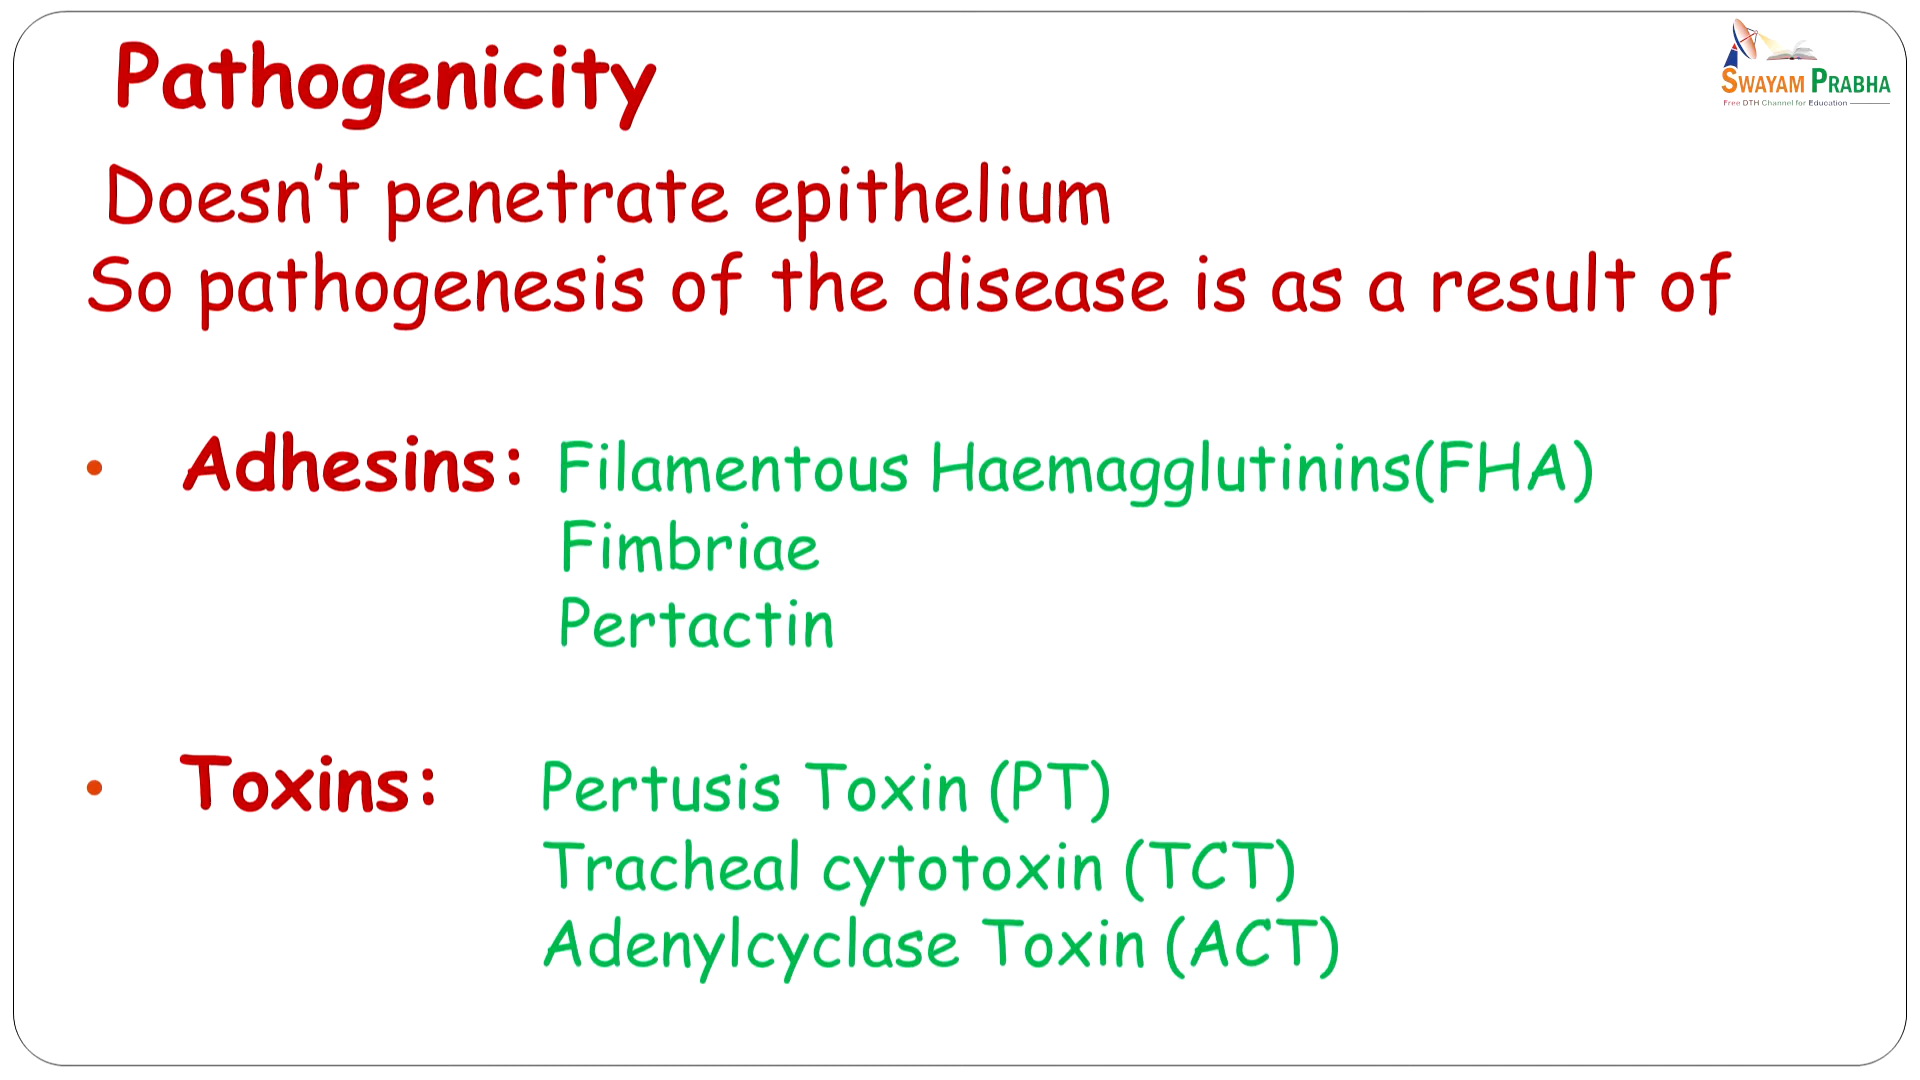 Pathogenicity
SWAYAM PRABHA
Free DTH Channel for Education
Doesn't penetrate epithelium
So pathogenesis of the disease is as a result of
• Adhesins: Filamentous Haemagglutinins(FHA)
Fimbriae
Pertactin
• Toxins: Pertusis Toxin (PT)
Tracheal cytotoxin (TCT)
Adenylcyclase Toxin (ACT)